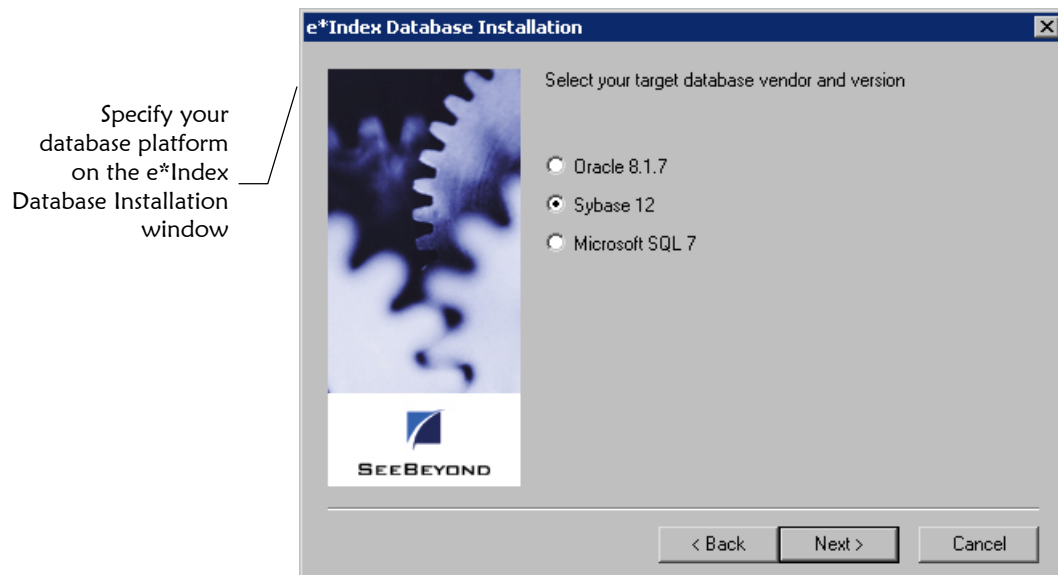 Specify your
database platform
on the e*Index
Database Installation
window
e*Index Database Installation
Select your target database vendor and version
Oracle 8.1.7
Sybase 12
Microsoft SQL 7
SEEBEYOND
< Back
Next >
Cancel